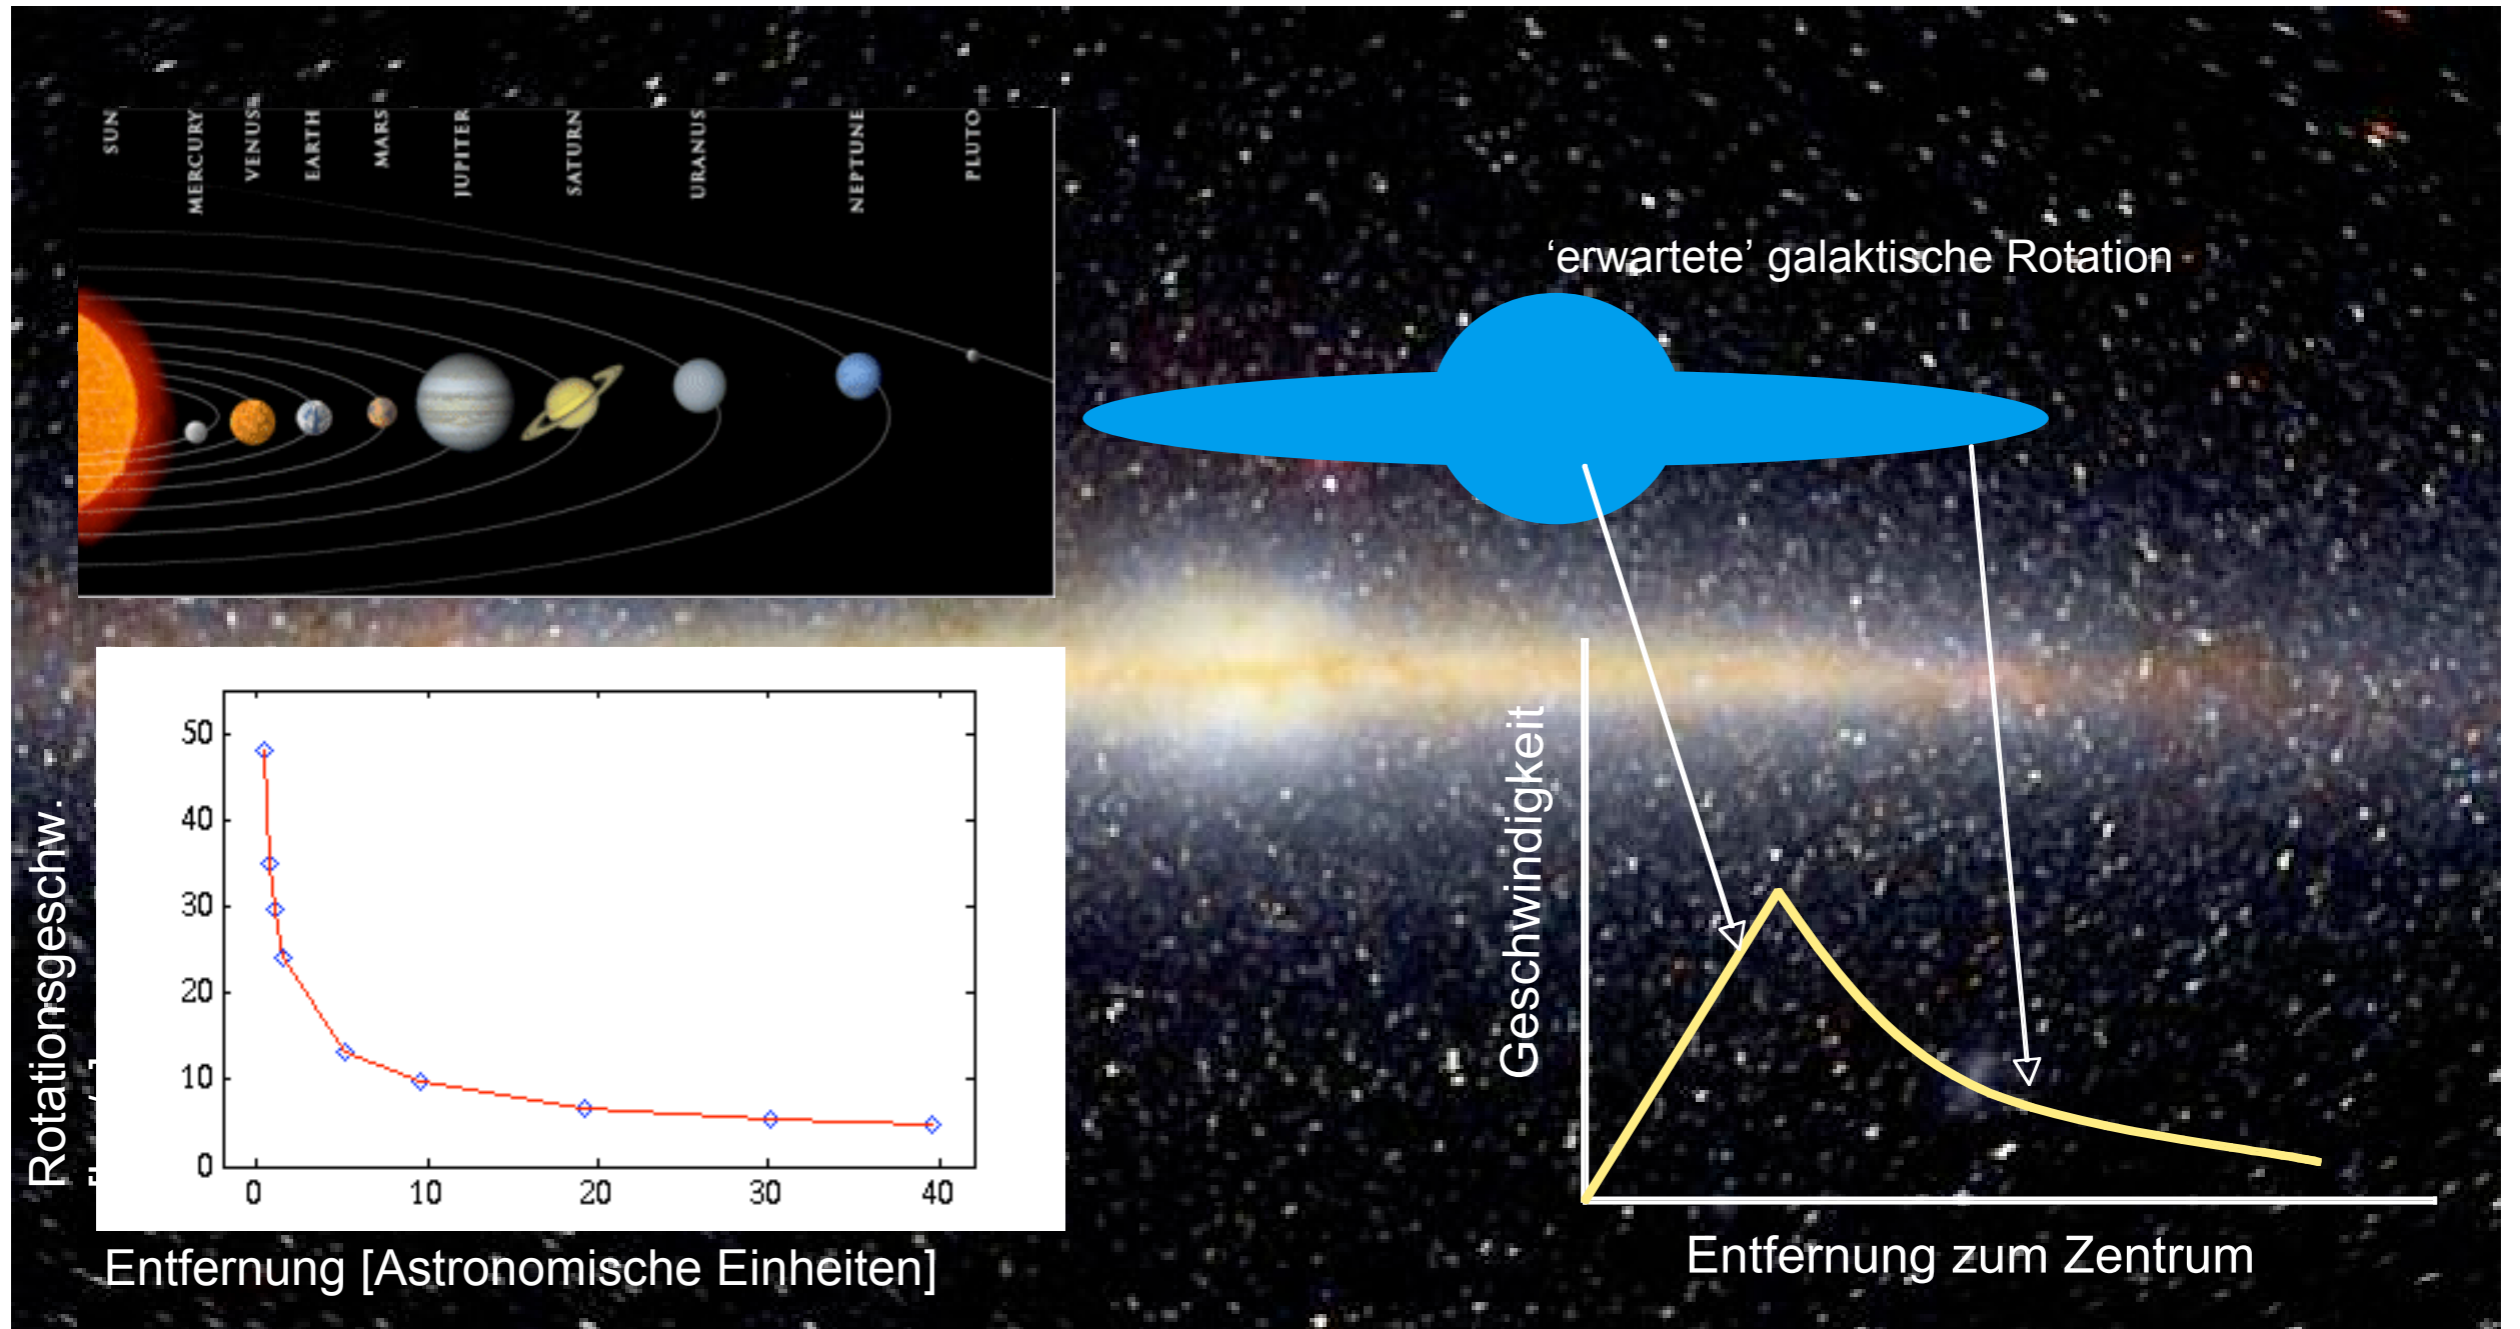 SUN
MERCURY
VENUS
EARTH
MARS
JUPITER
SATURN
URANUS
NEPTUNE
PLUTO
‘erwartete’ galaktische Rotation
Rotationsgeschw.
50
40
30
20
10
0
0 10 20 30 40
Entfernung [Astronomische Einheiten]
Geschwindigkeit
Entfernung zum Zentrum